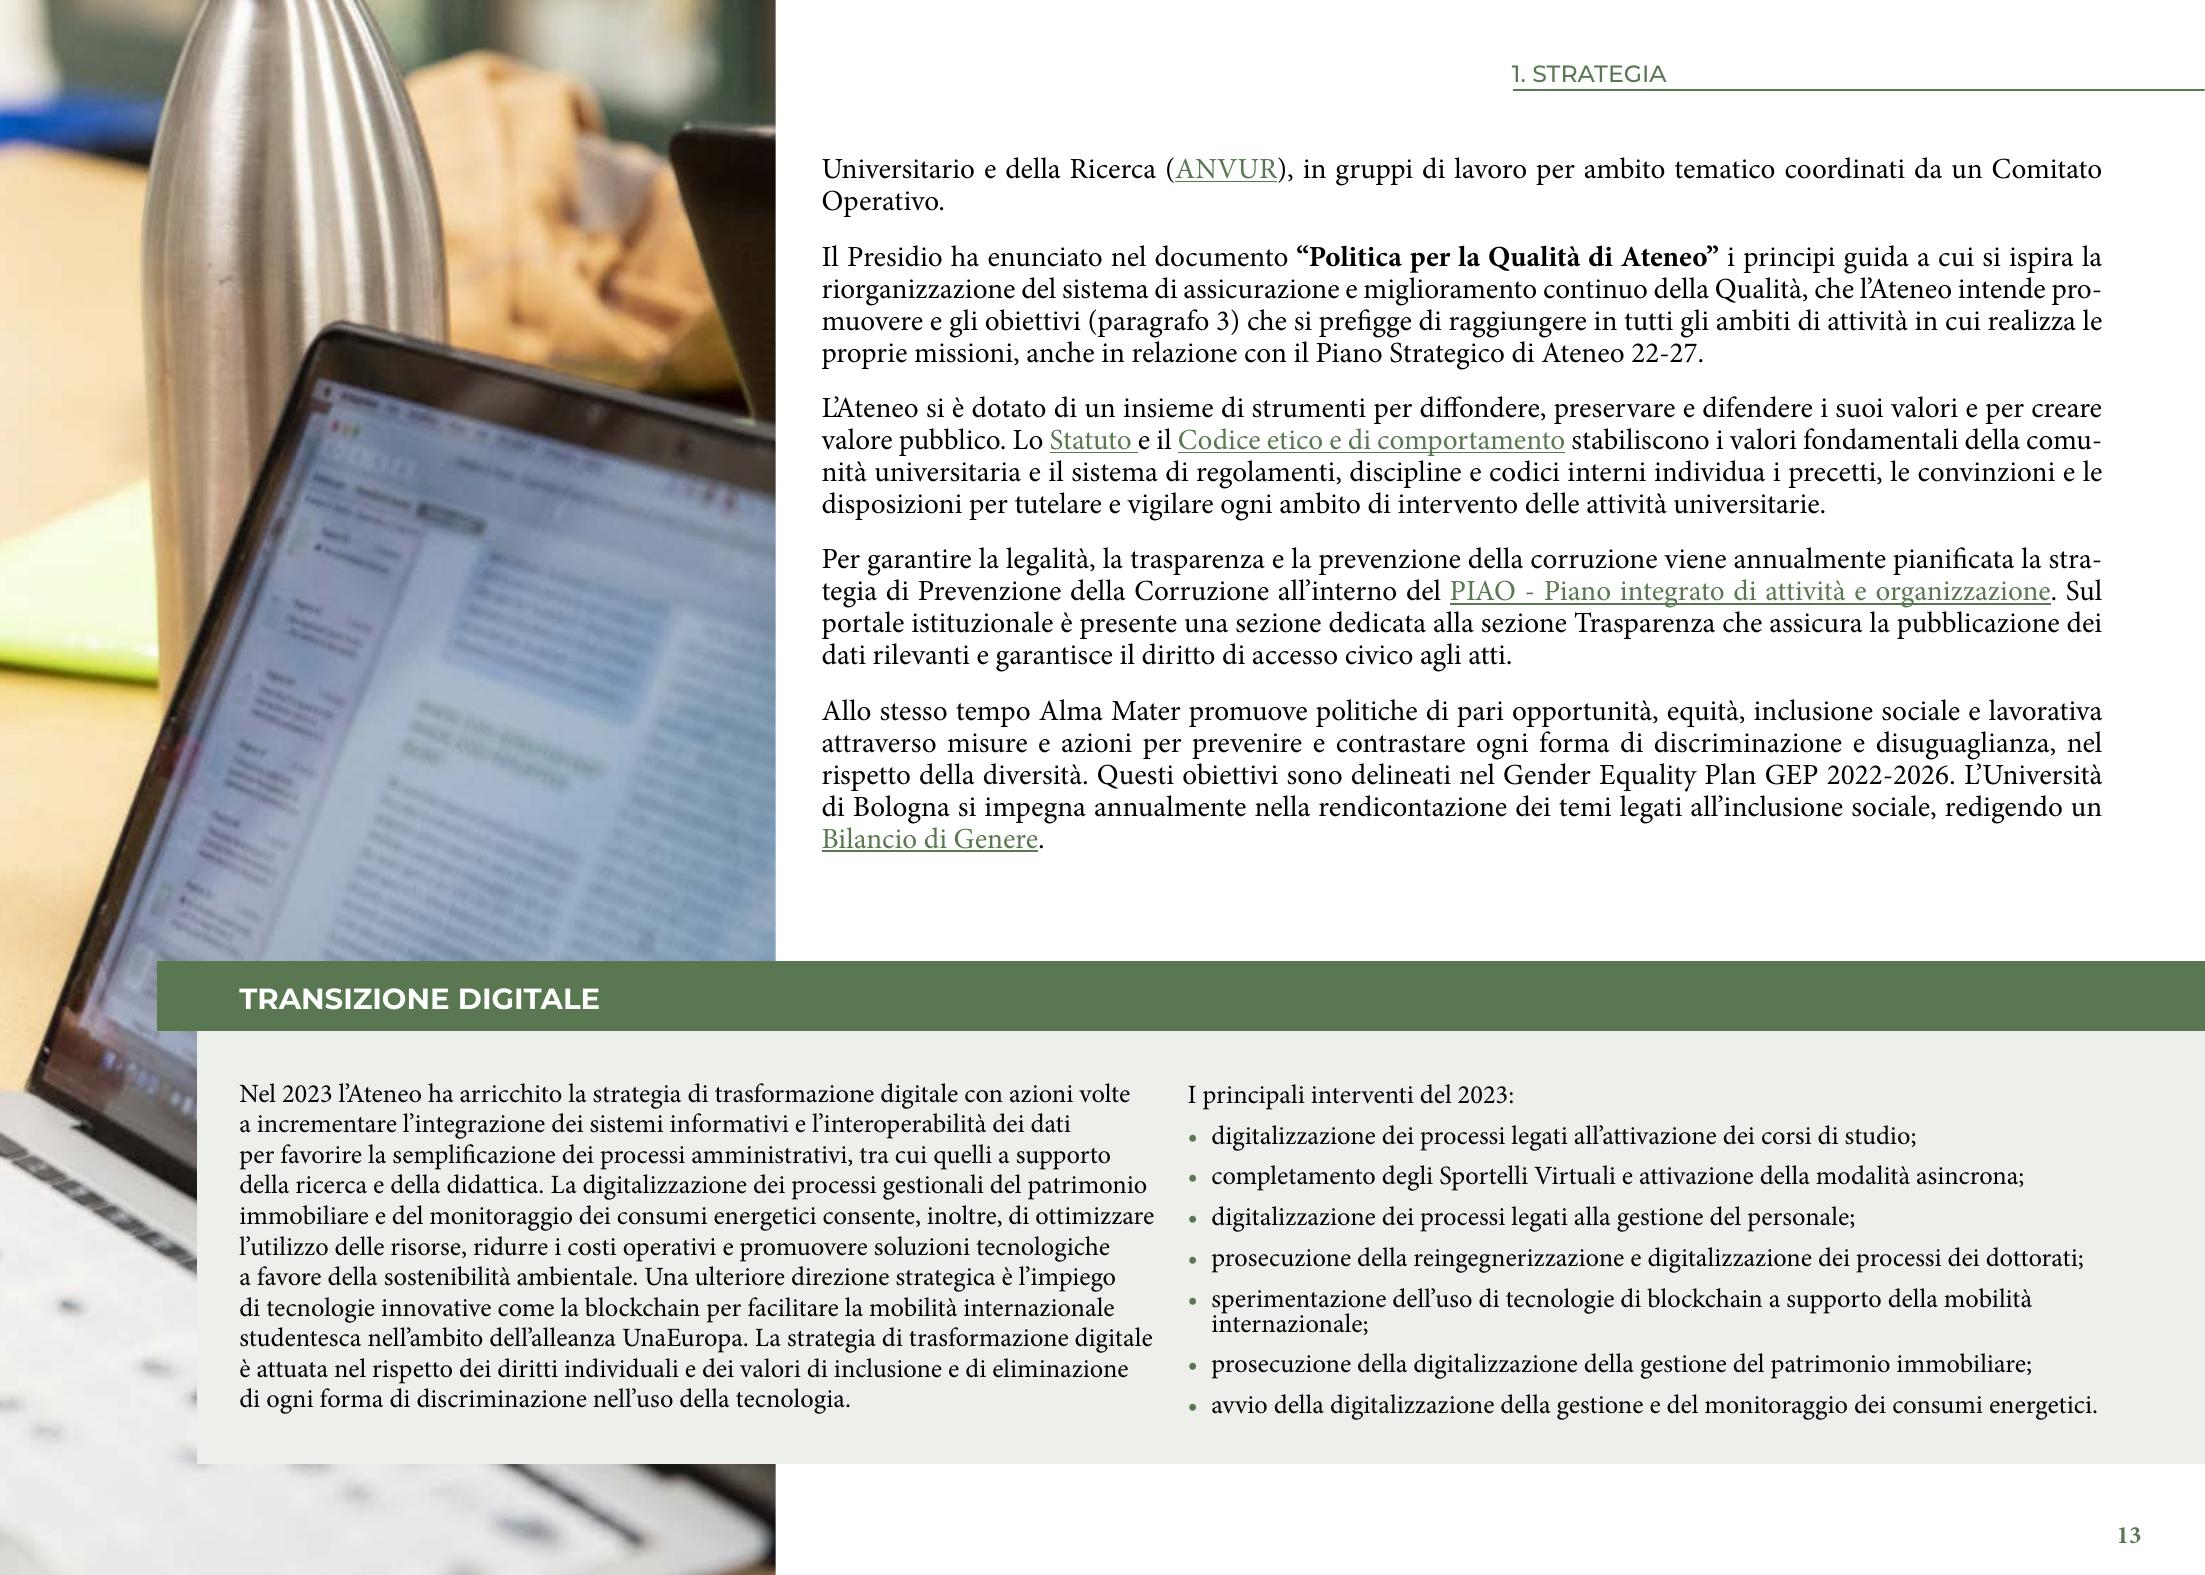 1. STRATEGIA
Universitario e della Ricerca (ANVUR), in gruppi di lavoro per ambito tematico coordinati da un Comitato
Operativo.
Il Presidio ha enunciato nel documento “Politica per la Qualità di Ateneo” i principi guida a cui si ispira la
riorganizzazione del sistema di assicurazione e miglioramento continuo della Qualità, che l’Ateneo intende pro-
muovere e gli obiettivi (paragrafo 3) che si prefigge di raggiungere in tutti gli ambiti di attività in cui realizza le
proprie missioni, anche in relazione con il Piano Strategico di Ateneo 22-27.
L’Ateneo si è dotato di un insieme di strumenti per diffondere, preservare e difendere i suoi valori e per creare
valore pubblico. Lo Statuto e il Codice etico e di comportamento stabiliscono i valori fondamentali della comu-
nità universitaria e il sistema di regolamenti, discipline e codici interni individua i precetti, le convinzioni e le
disposizioni per tutelare e vigilare ogni ambito di intervento delle attività universitarie.
Per garantire la legalità, la trasparenza e la prevenzione della corruzione viene annualmente pianificata la stra-
tegia di Prevenzione della Corruzione all’interno del PIAO - Piano integrato di attività e organizzazione. Sul
portale istituzionale è presente una sezione dedicata alla sezione Trasparenza che assicura la pubblicazione dei
dati rilevanti e garantisce il diritto di accesso civico agli atti.
Allo stesso tempo Alma Mater promuove politiche di pari opportunità, equità, inclusione sociale e lavorativa
attraverso misure e azioni per prevenire e contrastare ogni forma di discriminazione e disuguaglianza, nel
rispetto della diversità. Questi obiettivi sono delineati nel Gender Equality Plan GEP 2022-2026. L’Università
di Bologna si impegna annualmente nella rendicontazione dei temi legati all’inclusione sociale, redigendo un
Bilancio di Genere.
TRANSIZIONE DIGITALE
Nel 2023 l’Ateneo ha arricchito la strategia di trasformazione digitale con azioni volte
a incrementare l’integrazione dei sistemi informativi e l’interoperabilità dei dati
per favorire la semplificazione dei processi amministrativi, tra cui quelli a supporto
della ricerca e della didattica. La digitalizzazione dei processi gestionali del patrimonio
immobiliare e del monitoraggio dei consumi energetici consente, inoltre, di ottimizzare
l’utilizzo delle risorse, ridurre i costi operativi e promuovere soluzioni tecnologiche
a favore della sostenibilità ambientale. Una ulteriore direzione strategica è l’impiego
di tecnologie innovative come la blockchain per facilitare la mobilità internazionale
studentesca nell’ambito dell’alleanza UnaEuropa. La strategia di trasformazione digitale
è attuata nel rispetto dei diritti individuali e dei valori di inclusione e di eliminazione
di ogni forma di discriminazione nell’uso della tecnologia.
I principali interventi del 2023:
• digitalizzazione dei processi legati all’attivazione dei corsi di studio;
• completamento degli Sportelli Virtuali e attivazione della modalità asincrona;
• digitalizzazione dei processi legati alla gestione del personale;
• prosecuzione della reingegnerizzazione e digitalizzazione dei processi dei dottorati;
• sperimentazione dell’uso di tecnologie di blockchain a supporto della mobilità
internazionale;
• prosecuzione della digitalizzazione della gestione del patrimonio immobiliare;
• avvio della digitalizzazione della gestione e del monitoraggio dei consumi energetici.
13